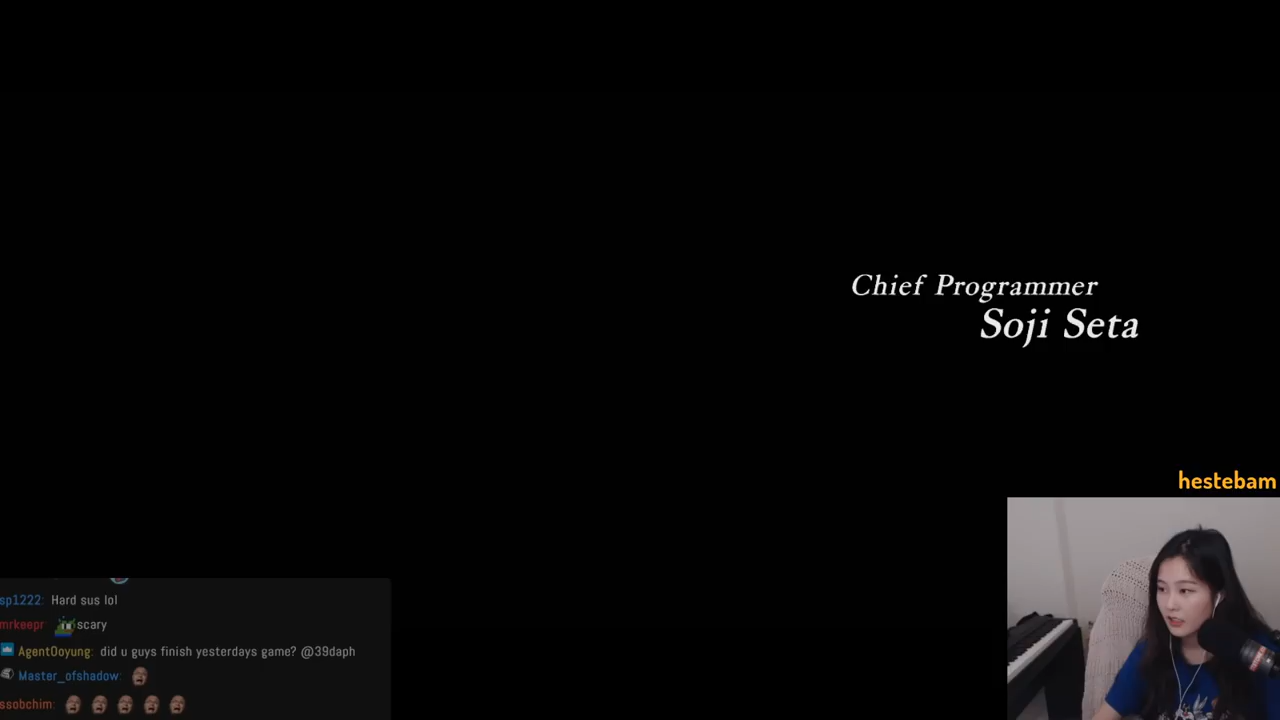 Chief Programmer
Soji Seta
hestebam
sp1222: Hard sus lol
mrkeepr: scary
AgentOoyung: did u guys finish yesterdays game? @39daph
Master_ofshadow:
ssobchim: